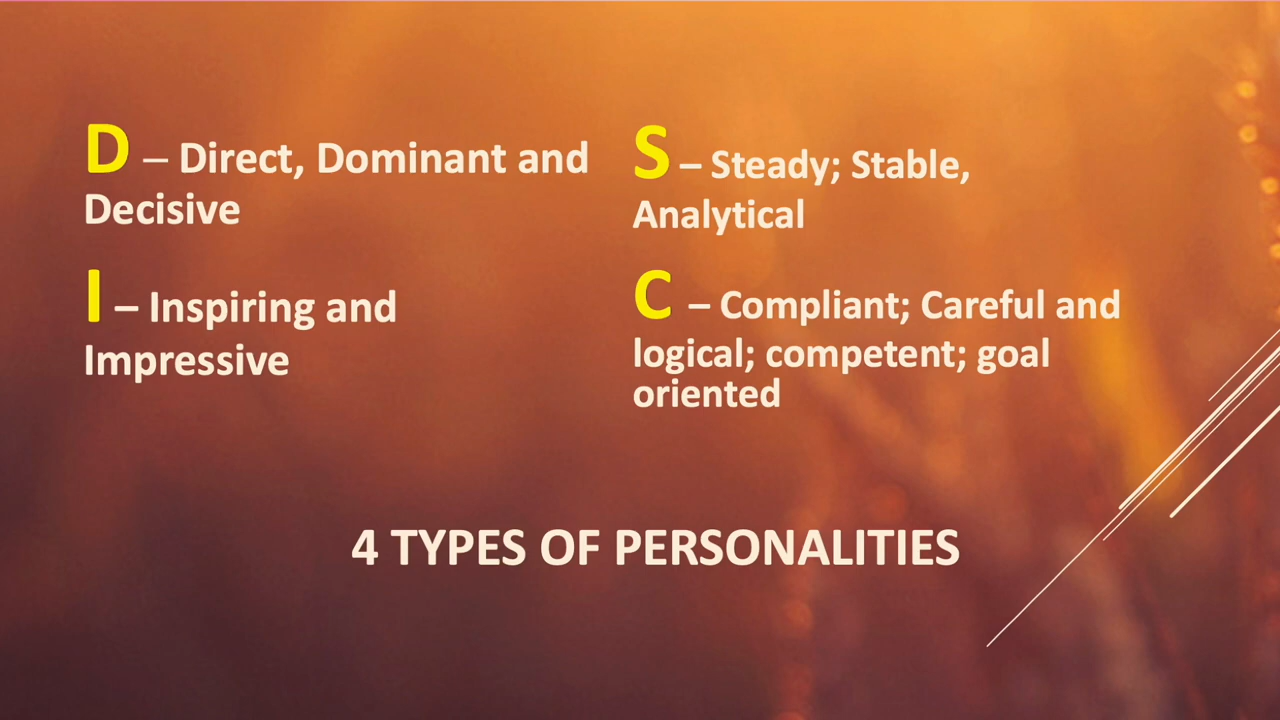 D – Direct, Dominant and
Decisive
I – Inspiring and
Impressive
S – Steady; Stable,
Analytical
C – Compliant; Careful and
logical; competent; goal
oriented
4 TYPES OF PERSONALITIES